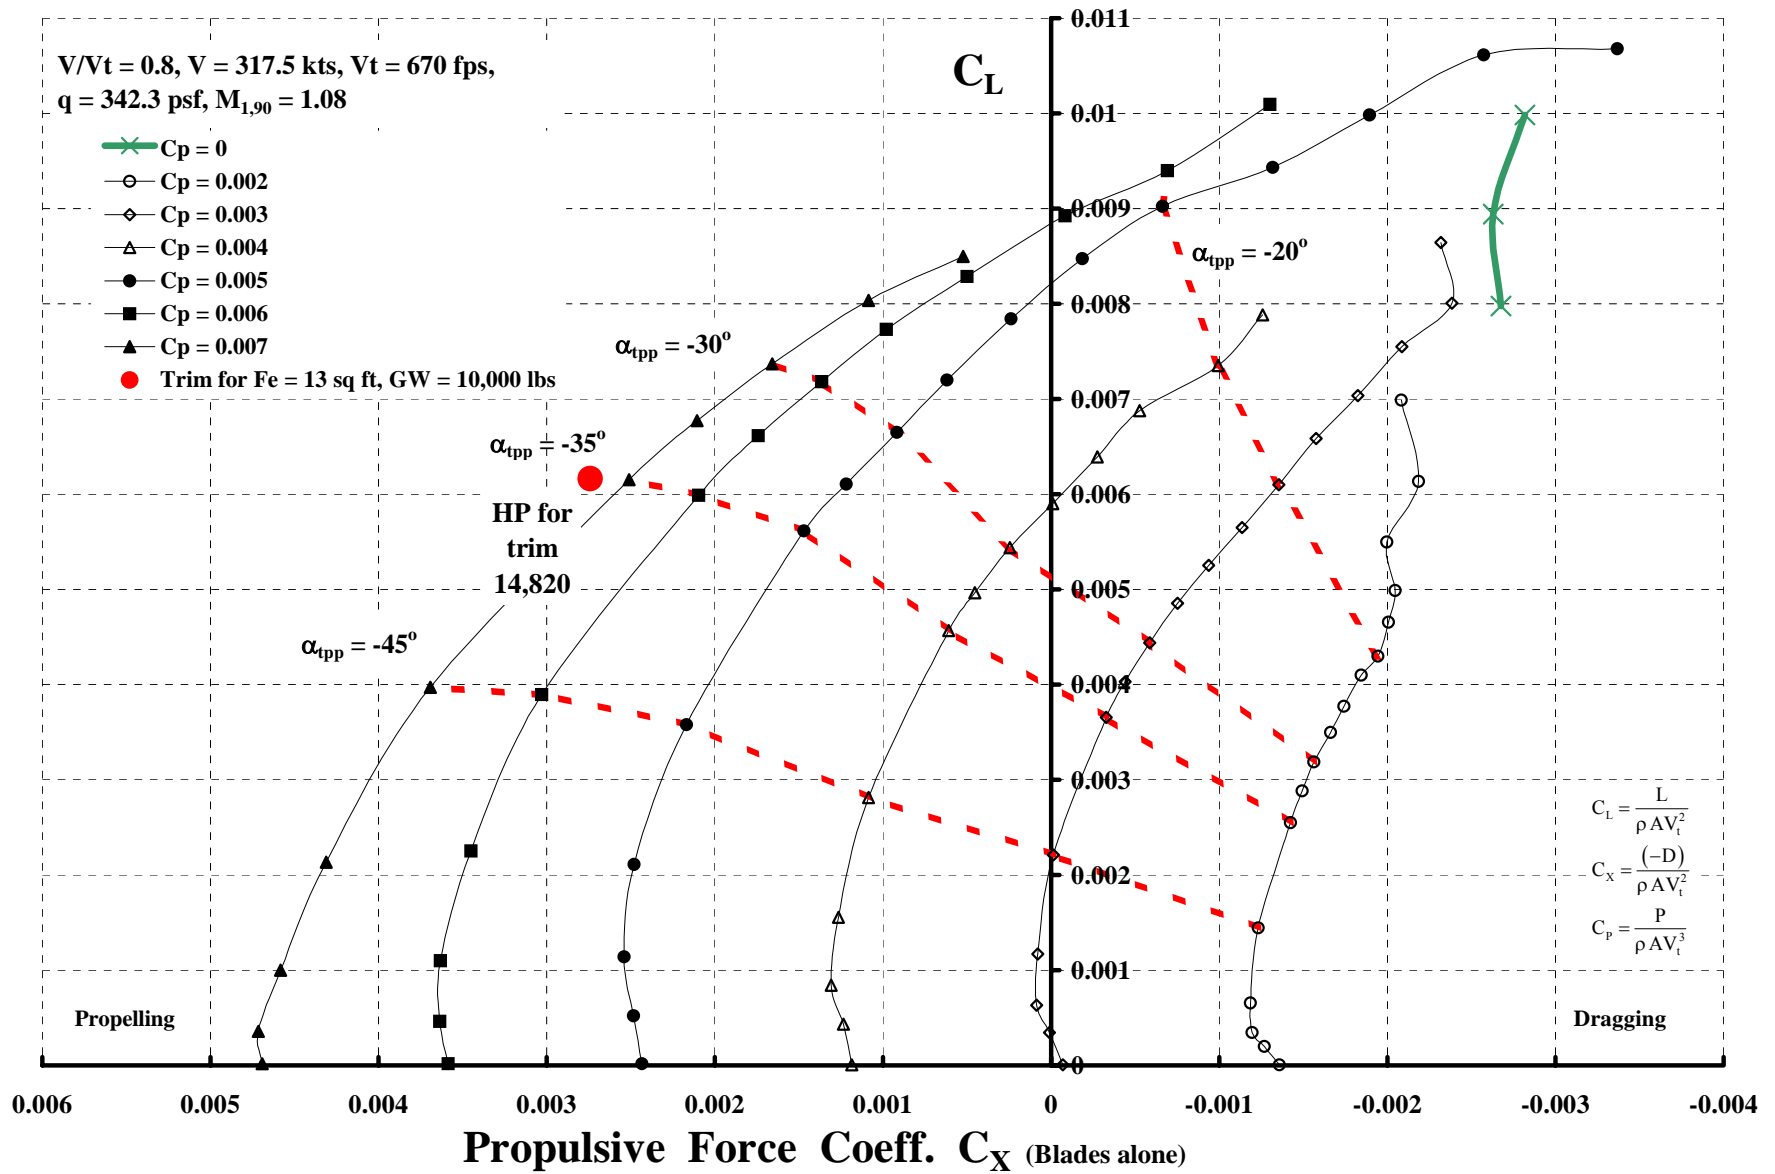 V/Vt = 0.8, V = 317.5 kts, Vt = 670 fps,
q = 342.3 psf, M1,90 = 1.08
Cp = 0
Cp = 0.002
Cp = 0.003
Cp = 0.004
Cp = 0.005
Cp = 0.006
Cp = 0.007
Trim for Fe = 13 sq ft, GW = 10,000 lbs
CL
0.011
0.01
0.009
0.008
0.007
0.006
0.005
0.004
0.003
0.002
0.001
0
αtpp = -20°
αtpp = -30°
αtpp = -35°
HP for
trim
14,820
αtpp = -45°
CL = L / ρ AVt²
CX = (−D) / ρ AVt²
CP = P / ρ AVt³
Propelling
Dragging
0.006 0.005 0.004 0.003 0.002 0.001 0 -0.001 -0.002 -0.003 -0.004
Propulsive Force Coeff. CX (Blades alone)